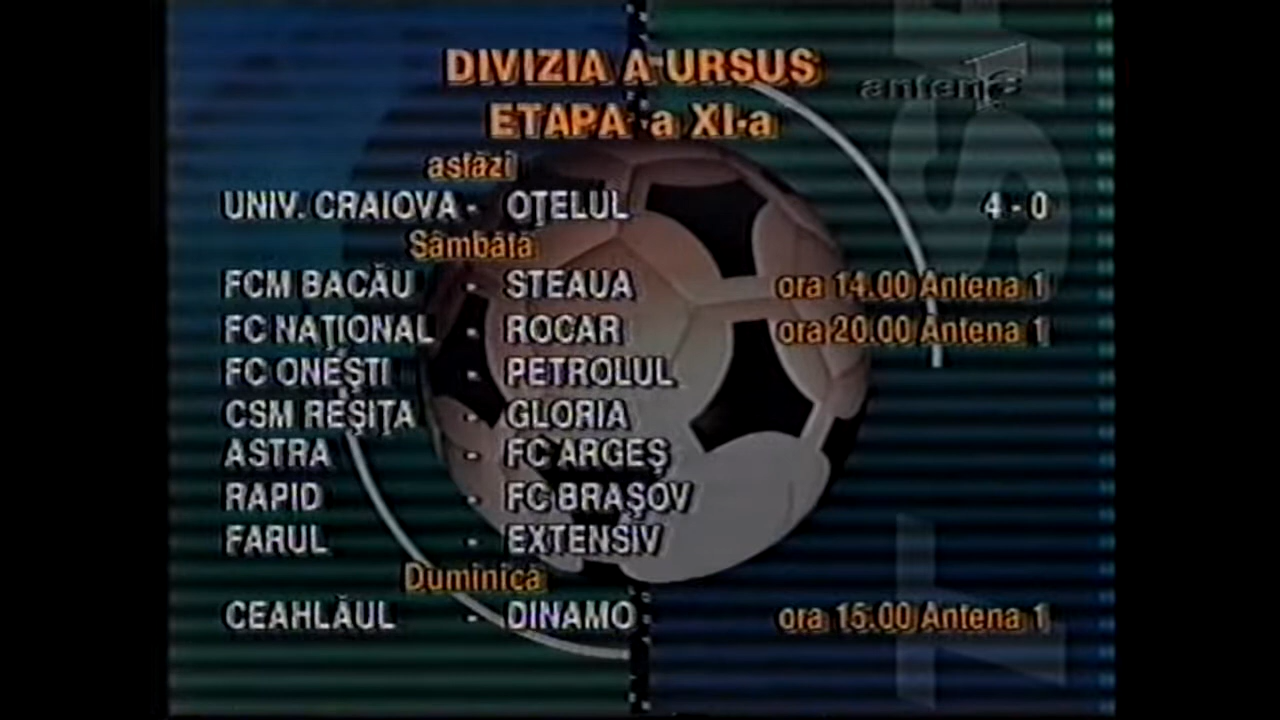 DIVIZIA A URSUS
antena 1
ETAPA a XI-a
astăzi
UNIV. CRAIOVA - OŢELUL 4 - 0
Sâmbătă
FCM BACĂU - STEAUA ora 14.00 Antena 1
FC NAŢIONAL - ROCAR ora 20.00 Antena 1
FC ONEŞTI - PETROLUL
CSM REŞIŢA - GLORIA
ASTRA - FC ARGEŞ
RAPID - FC BRAŞOV
FARUL - EXTENSIV
Duminică
CEAHLĂUL - DINAMO ora 15.00 Antena 1